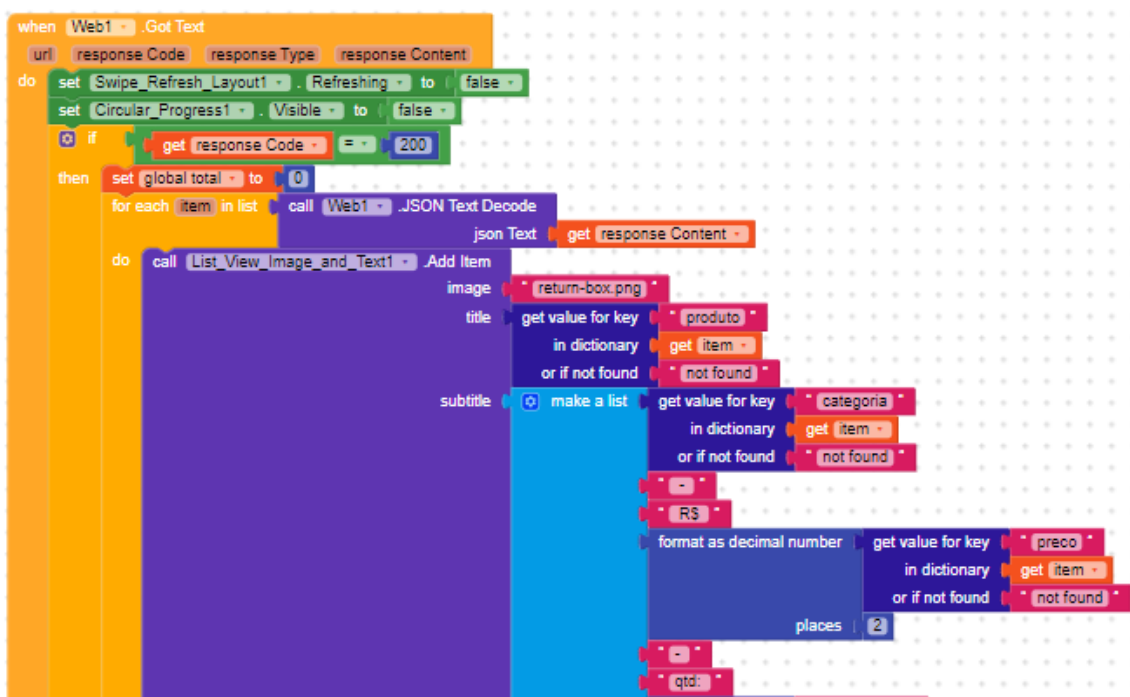 when Web1 .Got Text
url response Code response Type response Content
do set Swipe_Refresh_Layout1 . Refreshing to false
set Circular_Progress1 . Visible to false
if get response Code = 200
then set global total to 0
for each item in list call Web1 .JSON Text Decode
json Text get response Content
do call List_View_Image_and_Text1 .Add Item
image " return-box.png "
title get value for key " produto "
in dictionary get item
or if not found " not found "
subtitle make a list get value for key " categoria "
in dictionary get item
or if not found " not found "
" - "
" R$ "
format as decimal number get value for key " preco "
in dictionary get item
or if not found " not found "
places 2
" - "
" qtd: "